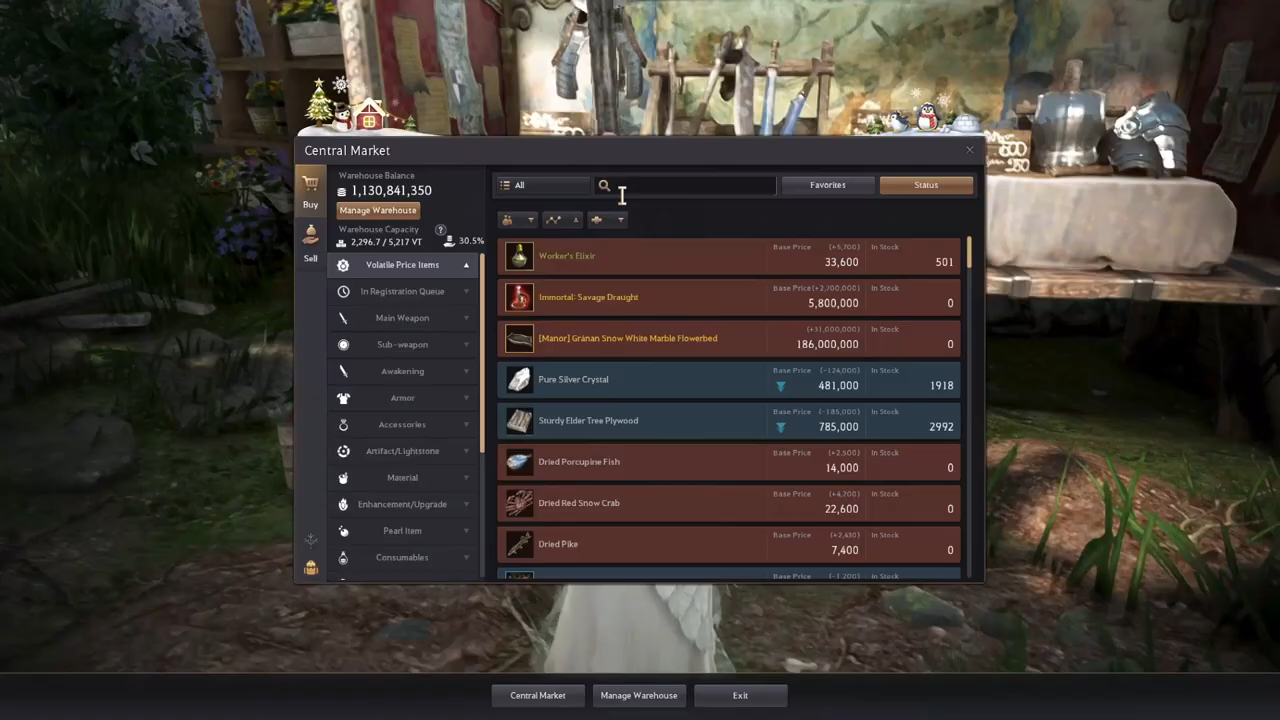 Central Market
Warehouse Balance
1,130,841,350
Manage Warehouse
Warehouse Capacity
2,296.7 / 5,217 VT
30.5%
Buy
Sell
All
Favorites
Status
Volatile Price Items
In Registration Queue
Main Weapon
Sub-weapon
Awakening
Armor
Accessories
Artifact/Lightstone
Material
Enhancement/Upgrade
Pearl Item
Consumables
Worker's Elixir
Base Price (+5,700) In Stock
33,600 501
Immortal: Savage Draught
Base Price (+2,700,000) In Stock
5,800,000 0
[Manor] Granan Snow White Marble Flowerbed
(+31,000,000) In Stock
186,000,000 0
Pure Silver Crystal
Base Price (-124,000) In Stock
481,000 1918
Sturdy Elder Tree Plywood
Base Price (-185,000) In Stock
785,000 2992
Dried Porcupine Fish
Base Price (+2,500) In Stock
14,000 0
Dried Red Snow Crab
Base Price (+4,200) In Stock
22,600 0
Dried Pike
Base Price (+2,430) In Stock
7,400 0
Base Price (-1,200) In Stock
Central Market
Manage Warehouse
Exit